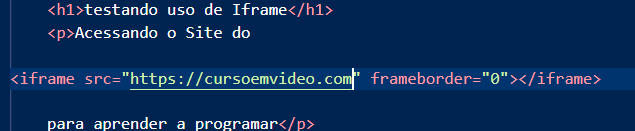 <h1>testando uso de Iframe</h1>
<p>Acessando o Site do
<iframe src="https://cursoemvideo.com" frameborder="0"></iframe>
para aprender a programar</p>